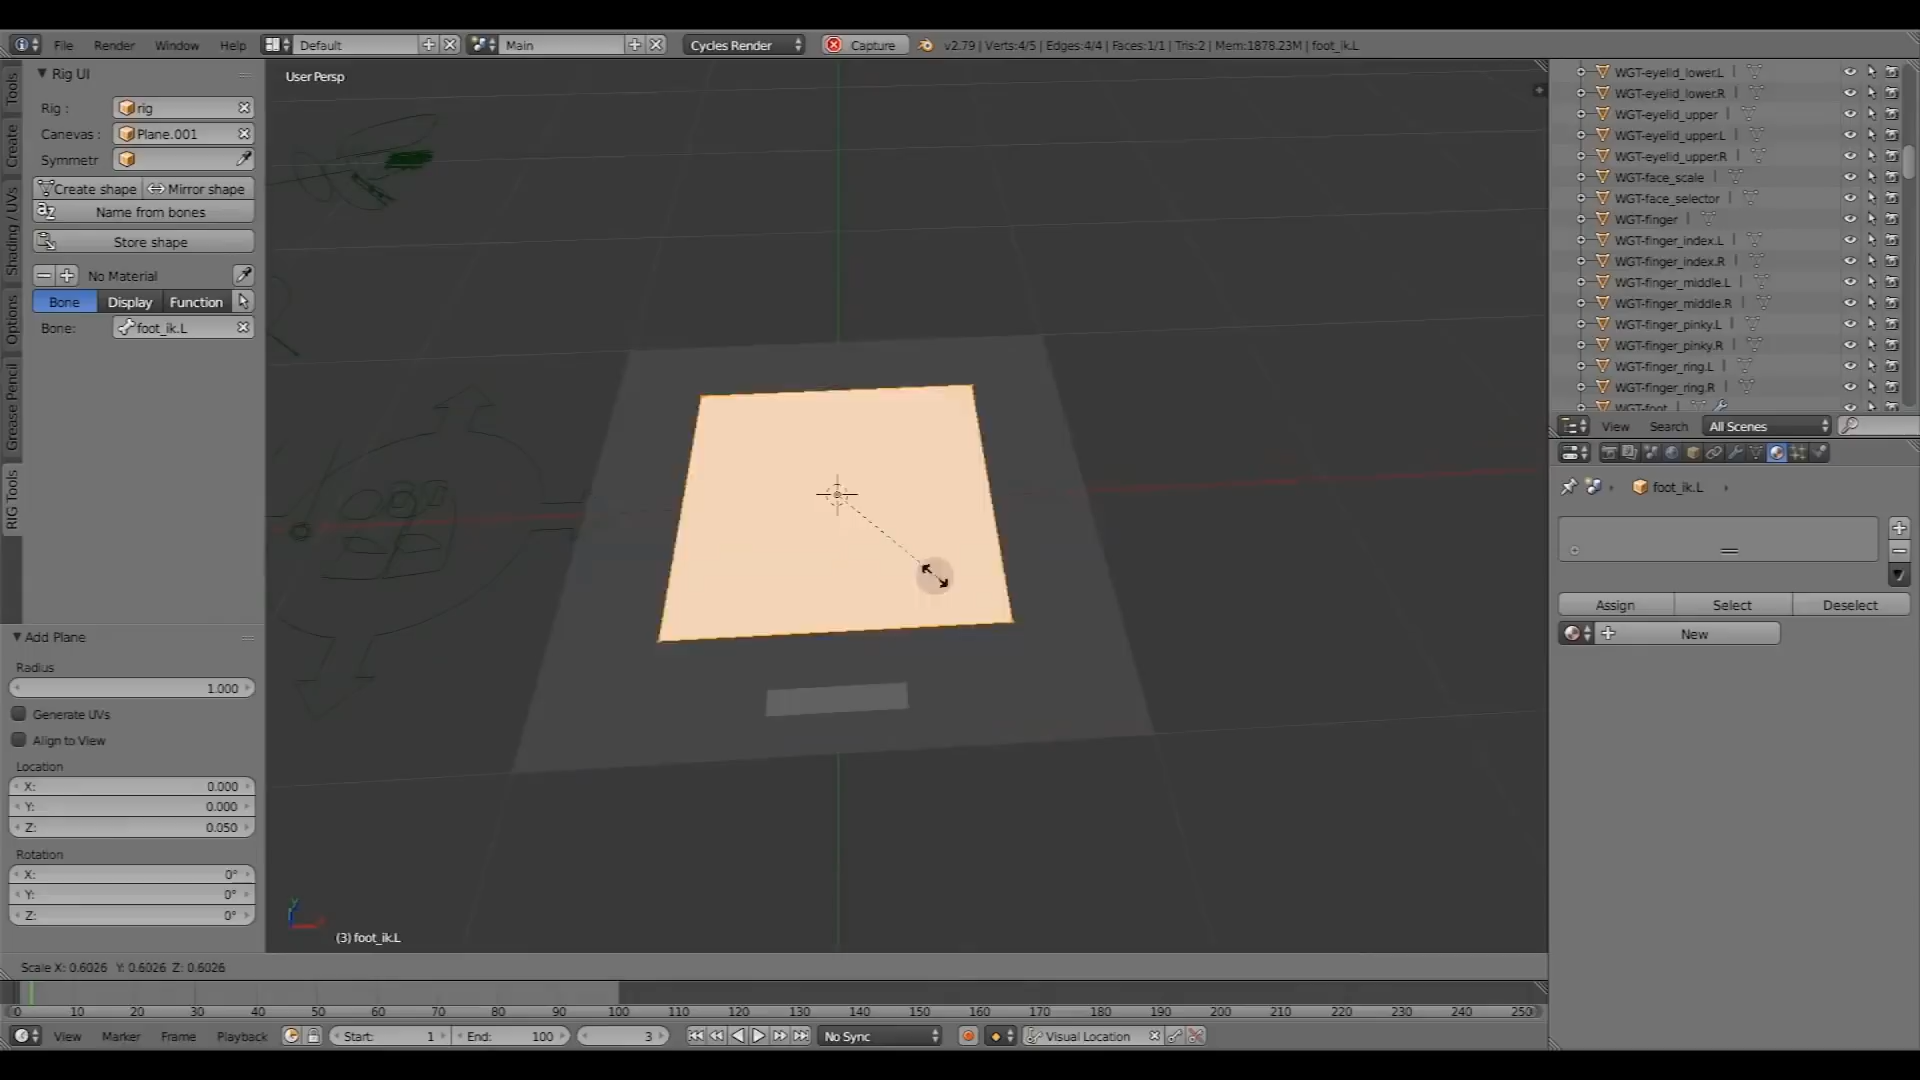 File Render Window Help Default Main Cycles Render Capture v2.79 | Verts:4/5 | Edges:4/4 | Faces:1/1 | Tris:2 | Mem:1878.23M | foot_ik.L
Tools
Create
Shading / UVs
Options
Grease Pencil
RIG Tools
Rig UI
Rig : rig
Canevas : Plane.001
Symmetr
Create shape Mirror shape
az Name from bones
Store shape
No Material
Bone Display Function
Bone: foot_ik.L
Add Plane
Radius
1.000
Generate UVs
Align to View
Location
X: 0.000
Y: 0.000
Z: 0.050
Rotation
X: 0°
Y: 0°
Z: 0°
User Persp
(3) foot_ik.L
Scale X: 0.6026 Y: 0.6026 Z: 0.6026
WGT-eyelid_lower.L
WGT-eyelid_lower.R
WGT-eyelid_upper
WGT-eyelid_upper.L
WGT-eyelid_upper.R
WGT-face_scale
WGT-face_selector
WGT-finger
WGT-finger_index.L
WGT-finger_index.R
WGT-finger_middle.L
WGT-finger_middle.R
WGT-finger_pinky.L
WGT-finger_pinky.R
WGT-finger_ring.L
WGT-finger_ring.R
WGT-foot
View Search All Scenes
foot_ik.L
Assign Select Deselect
New
0 10 20 30 40 50 60 70 80 90 100 110 120 130 140 150 160 170 180 190 200 210 220 230 240 250
View Marker Frame Playback Start: 1 End: 100 3 No Sync Visual Location